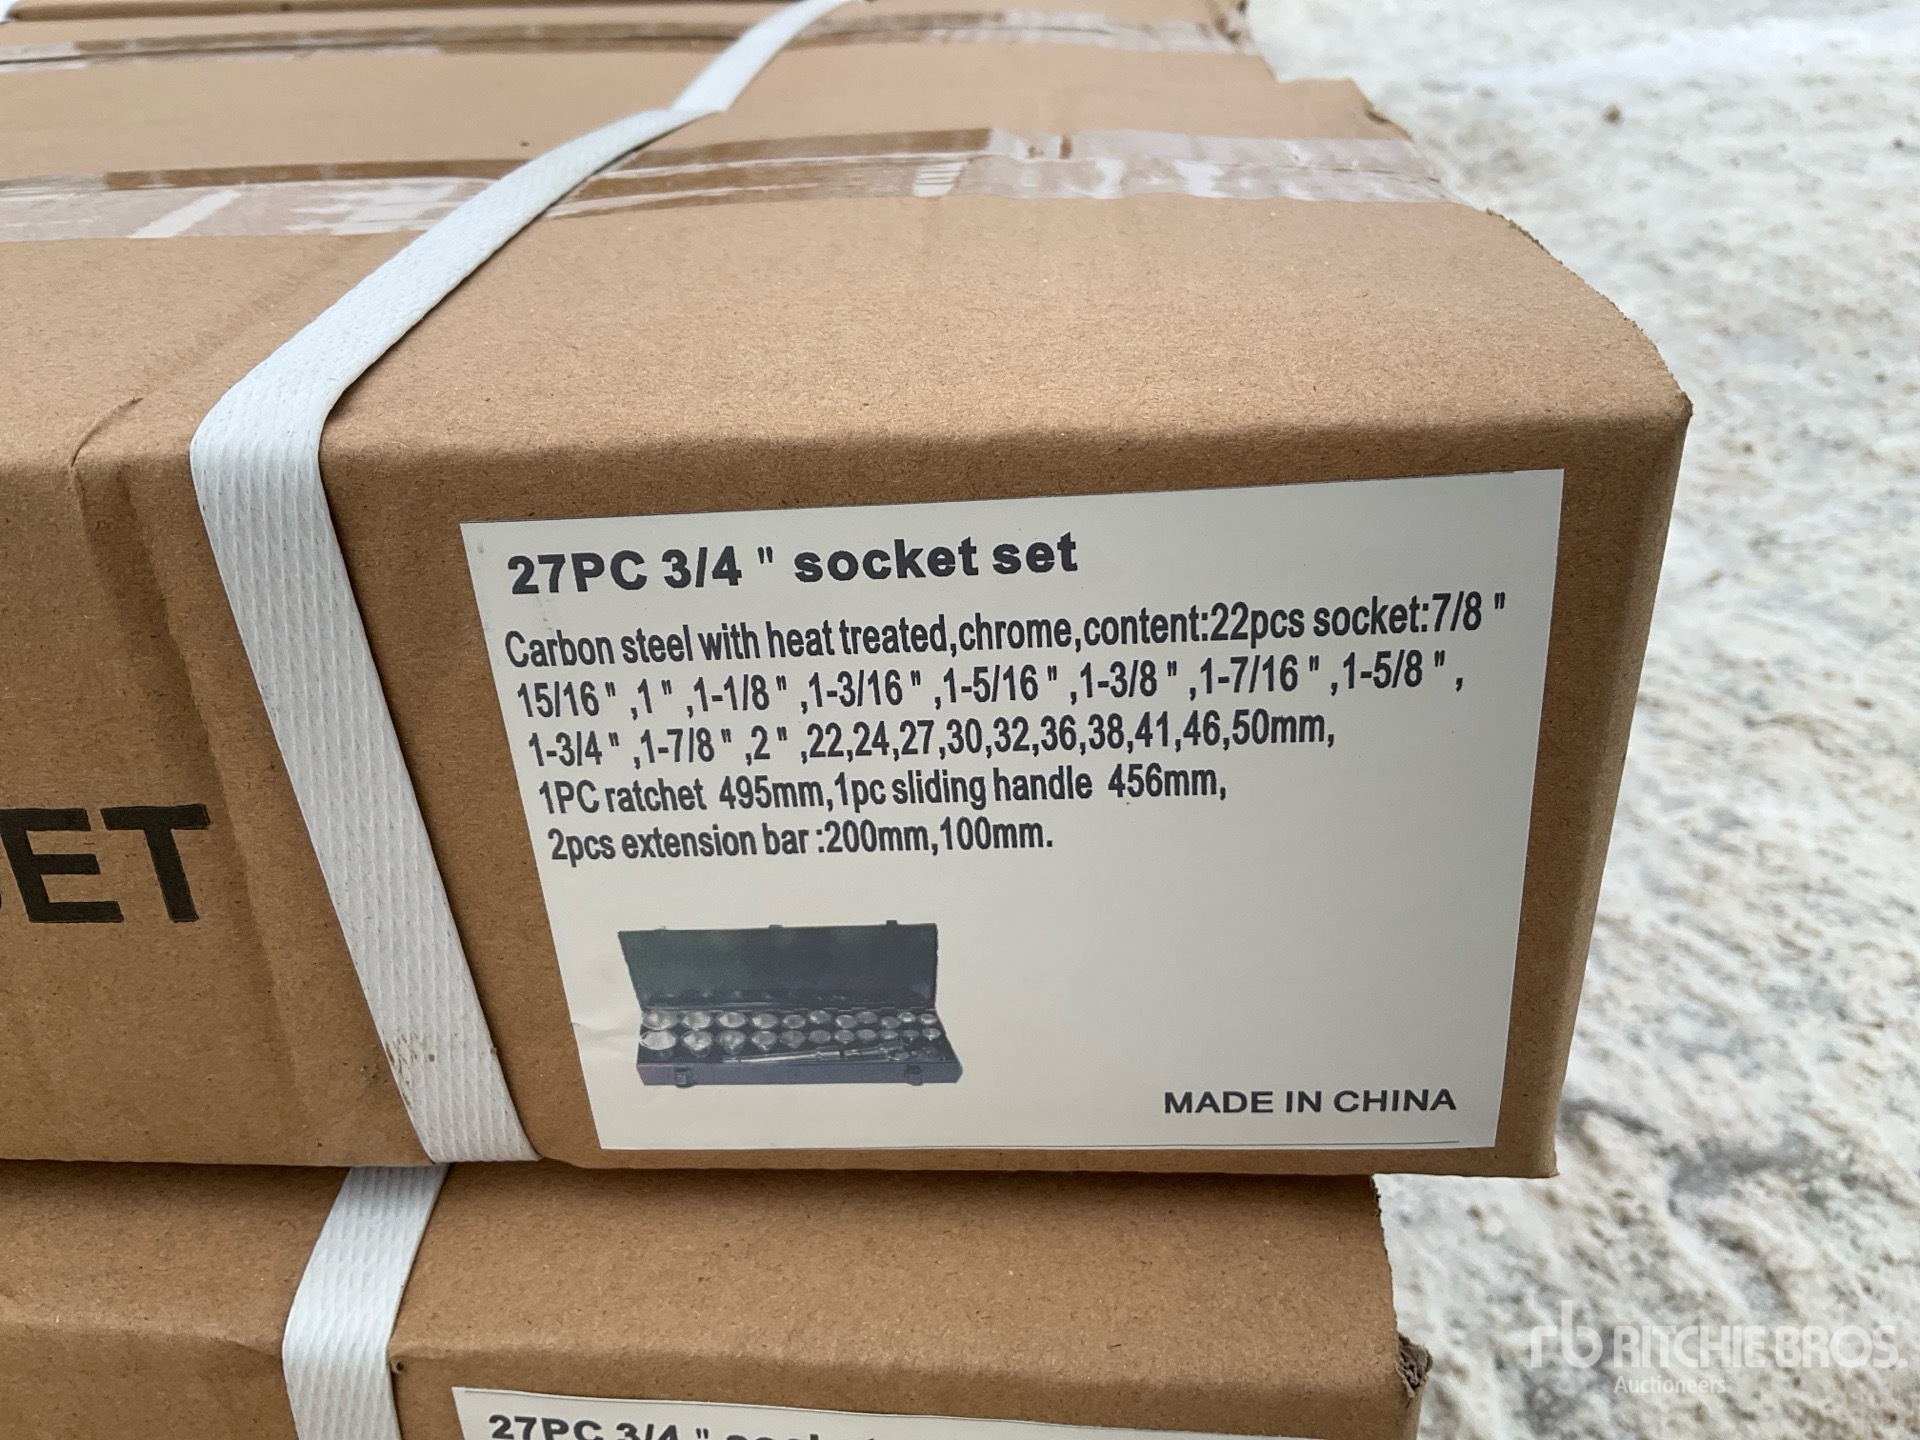 27PC 3/4 " socket set
Carbon steel with heat treated,chrome,content:22pcs socket:7/8 "
15/16 " ,1 " ,1-1/8 " ,1-3/16 " ,1-5/16 " ,1-3/8 " ,1-7/16 " ,1-5/8 " ,
1-3/4 " ,1-7/8 " ,2 " ,22,24,27,30,32,36,38,41,46,50mm,
1PC ratchet 495mm,1pc sliding handle 456mm,
2pcs extension bar :200mm,100mm.
MADE IN CHINA
ET
27PC 3/4 "
rb RITCHIE BROS.
Auctioneers